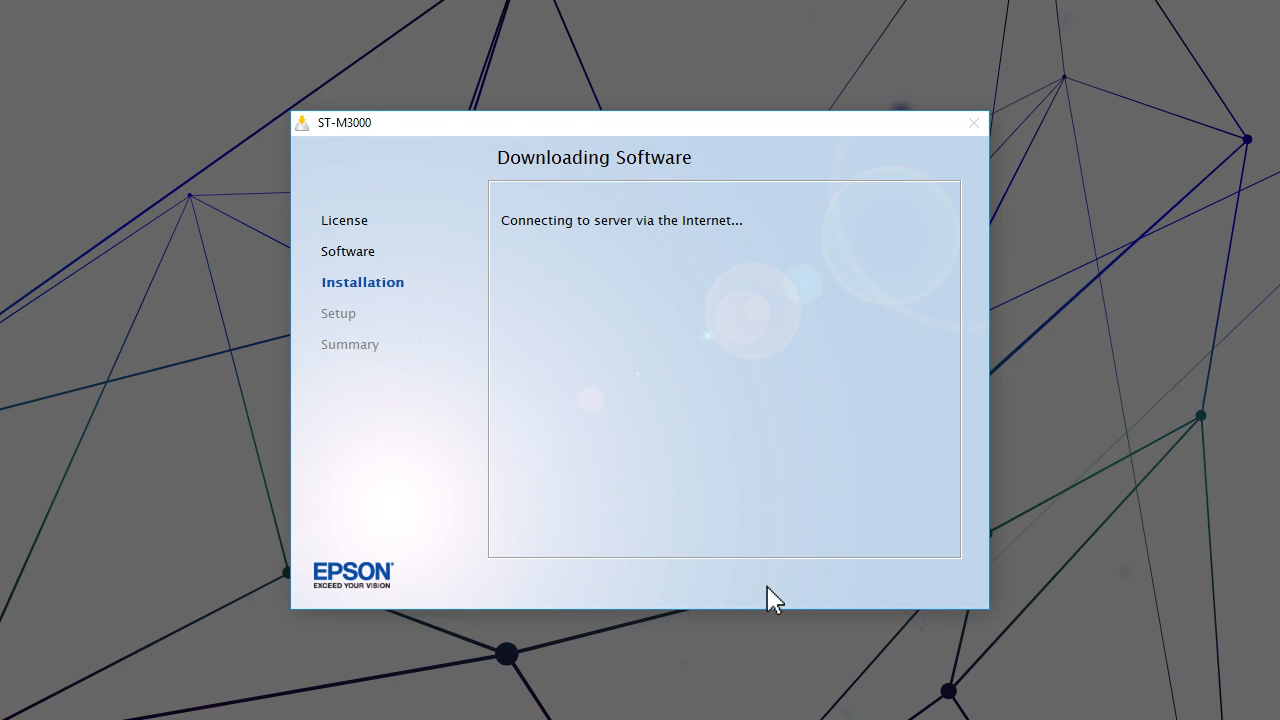 ST-M3000
Downloading Software
Connecting to server via the Internet...
License
Software
Installation
Setup
Summary
EPSON
EXCEED YOUR VISION